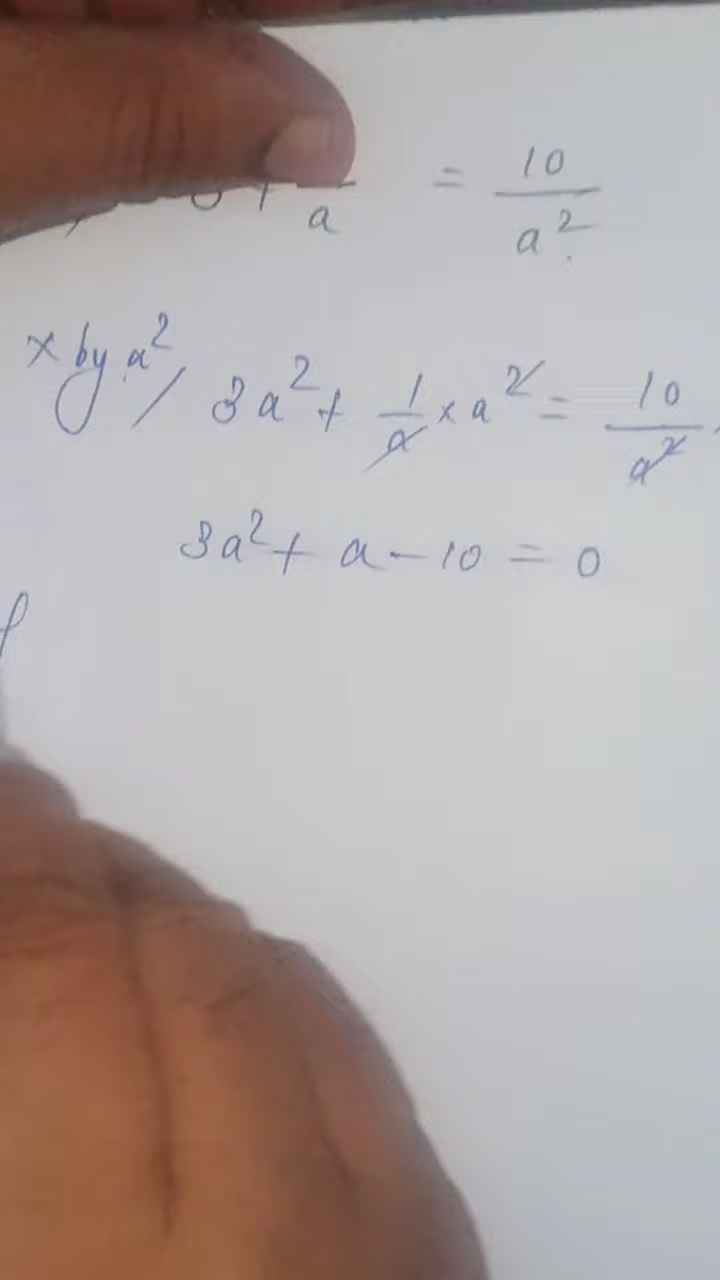 + — a = 10/a²
× by a² / 3a² + 1/a × a² = 10/a²
3a² + a - 10 = 0